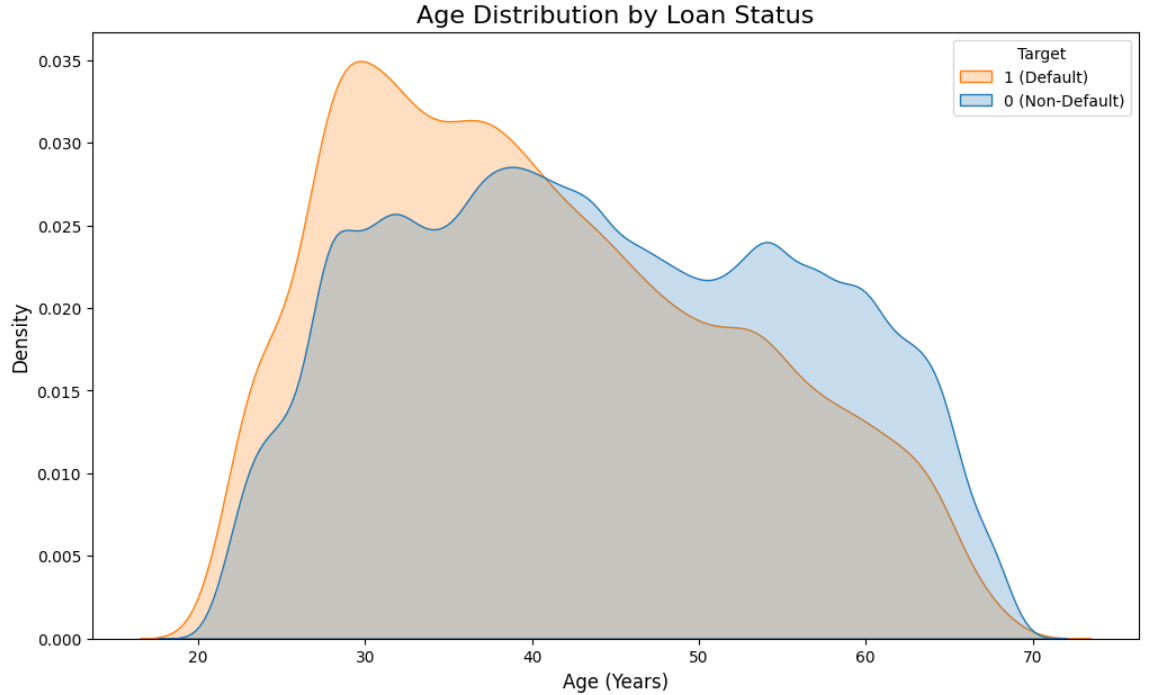 Age Distribution by Loan Status
Target
1 (Default)
0 (Non-Default)
Density
0.035
0.030
0.025
0.020
0.015
0.010
0.005
0.000
20 30 40 50 60 70
Age (Years)